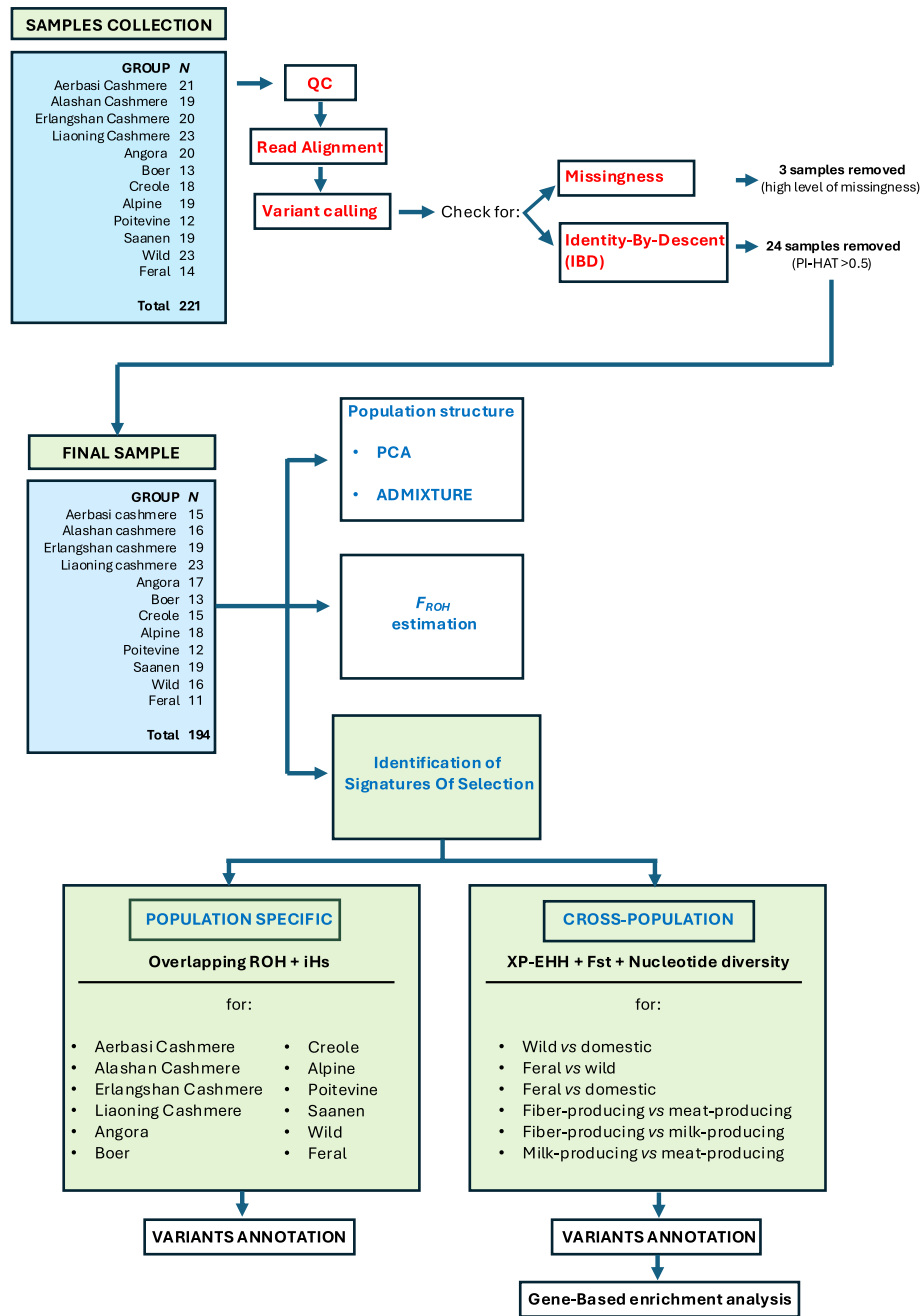 SAMPLES COLLECTION
GROUP N
Aerbasi Cashmere 21
Alashan Cashmere 19
Erlangshan Cashmere 20
Liaoning Cashmere 23
Angora 20
Boer 13
Creole 18
Alpine 19
Poitevine 12
Saanen 19
Wild 23
Feral 14
Total 221
QC
Read Alignment
Variant calling
Check for:
Missingness
3 samples removed
(high level of missingness)
Identity-By-Descent
(IBD)
24 samples removed
(PI-HAT >0.5)
FINAL SAMPLE
GROUP N
Aerbasi cashmere 15
Alashan cashmere 16
Erlangshan cashmere 19
Liaoning cashmere 23
Angora 17
Boer 13
Creole 15
Alpine 18
Poitevine 12
Saanen 19
Wild 16
Feral 11
Total 194
Population structure
• PCA
• ADMIXTURE
FROH
estimation
Identification of
Signatures Of Selection
POPULATION SPECIFIC
Overlapping ROH + iHs
for:
• Aerbasi Cashmere
• Alashan Cashmere
• Erlangshan Cashmere
• Liaoning Cashmere
• Angora
• Boer
• Creole
• Alpine
• Poitevine
• Saanen
• Wild
• Feral
VARIANTS ANNOTATION
CROSS-POPULATION
XP-EHH + Fst + Nucleotide diversity
for:
• Wild vs domestic
• Feral vs wild
• Feral vs domestic
• Fiber-producing vs meat-producing
• Fiber-producing vs milk-producing
• Milk-producing vs meat-producing
VARIANTS ANNOTATION
Gene-Based enrichment analysis